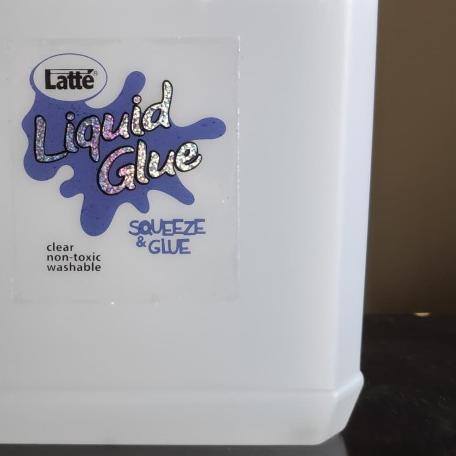 Latté®
Liquid
Glue
SQUEEZE
& GLUE
clear
non-toxic
washable